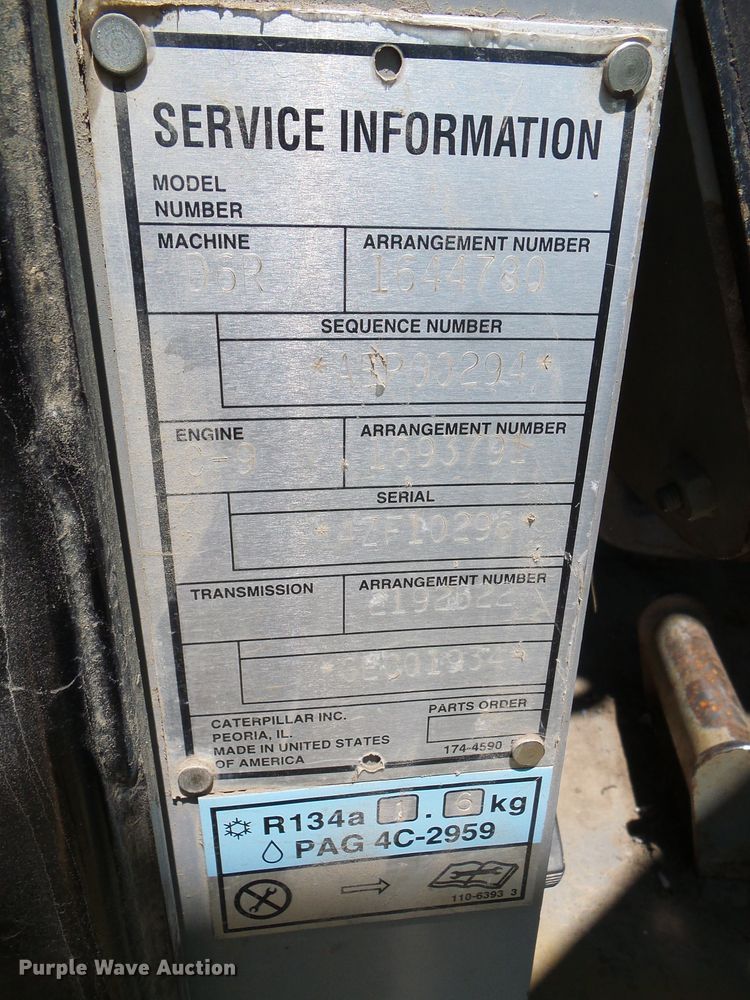 SERVICE INFORMATION
MODEL
NUMBER
MACHINE ARRANGEMENT NUMBER
D6R
SEQUENCE NUMBER
ENGINE ARRANGEMENT NUMBER
C-9
SERIAL
TRANSMISSION ARRANGEMENT NUMBER
CATERPILLAR INC.
PEORIA, IL.
MADE IN UNITED STATES
OF AMERICA
PARTS ORDER
174-4590
R134a 1.6 kg
PAG 4C-2959
110-6393 3
Purple Wave Auction